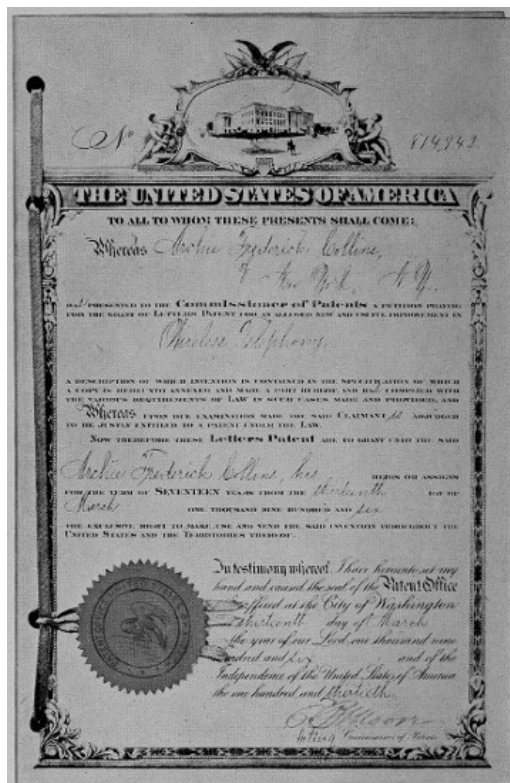 No 814,942
THE UNITED STATES OF AMERICA
TO ALL TO WHOM THESE PRESENTS SHALL COME:
Whereas Archie Frederick Collins,
of New York, N.Y.,
HAS PRESENTED TO THE Commissioner of Patents A PETITION PRAYING
FOR THE GRANT OF LETTERS PATENT FOR AN ALLEGED NEW AND USEFUL IMPROVEMENT IN
Wireless Telephony,
A DESCRIPTION OF WHICH INVENTION IS CONTAINED IN THE SPECIFICATION OF WHICH
A COPY IS HEREUNTO ANNEXED AND MADE A PART HEREOF, AND HAS COMPLIED WITH
THE VARIOUS REQUIREMENTS OF LAW IN SUCH CASES MADE AND PROVIDED, AND
Whereas UPON DUE EXAMINATION MADE THE SAID CLAIMANT is ADJUDGED
TO BE JUSTLY ENTITLED TO A PATENT UNDER THE LAW.
NOW THEREFORE THESE Letters Patent ARE TO GRANT UNTO THE SAID
Archie Frederick Collins, his HEIRS OR ASSIGNS
FOR THE TERM OF SEVENTEEN YEARS FROM THE thirteenth DAY OF
March ONE THOUSAND NINE HUNDRED AND six
THE EXCLUSIVE RIGHT TO MAKE, USE AND VEND THE SAID INVENTION THROUGHOUT THE
UNITED STATES AND THE TERRITORIES THEREOF.
In testimony whereof I have hereunto set my
hand and caused the seal of the Patent Office
affixed at the City of Washington
thirteenth day of March
the year of our Lord one thousand nine
hundred and six and of the
Independence of the United States of America
the one hundred and thirtieth.
Acting Commissioner of Patents